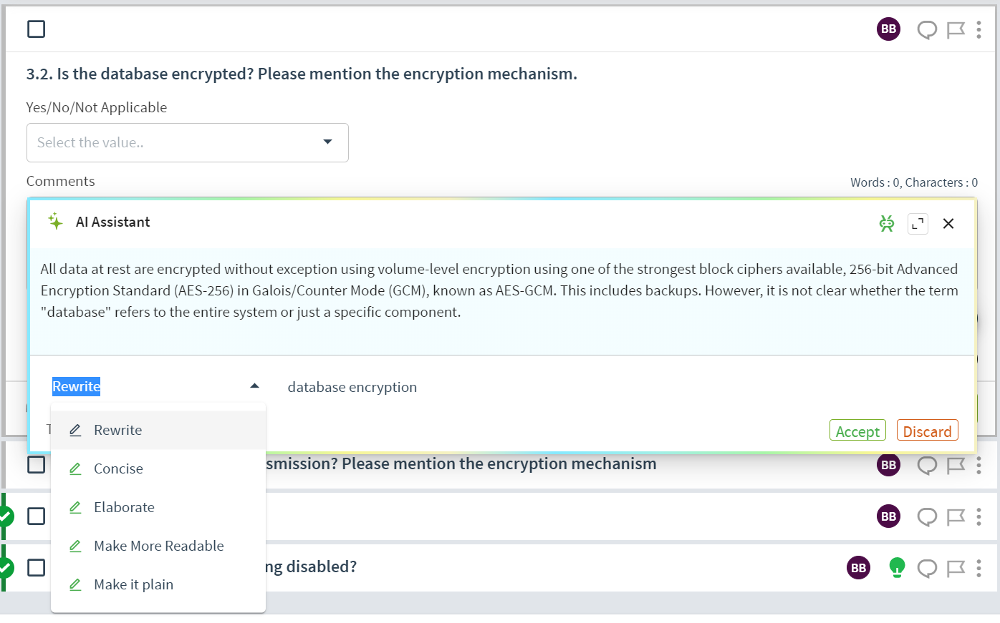 BB
3.2. Is the database encrypted? Please mention the encryption mechanism.
Yes/No/Not Applicable
Select the value..
Comments
Words : 0, Characters : 0
AI Assistant
All data at rest are encrypted without exception using volume-level encryption using one of the strongest block ciphers available, 256-bit Advanced
Encryption Standard (AES-256) in Galois/Counter Mode (GCM), known as AES-GCM. This includes backups. However, it is not clear whether the term
"database" refers to the entire system or just a specific component.
Rewrite
database encryption
Rewrite
Accept
Discard
Concise
smission? Please mention the encryption mechanism
BB
Elaborate
BB
Make More Readable
ng disabled?
BB
Make it plain